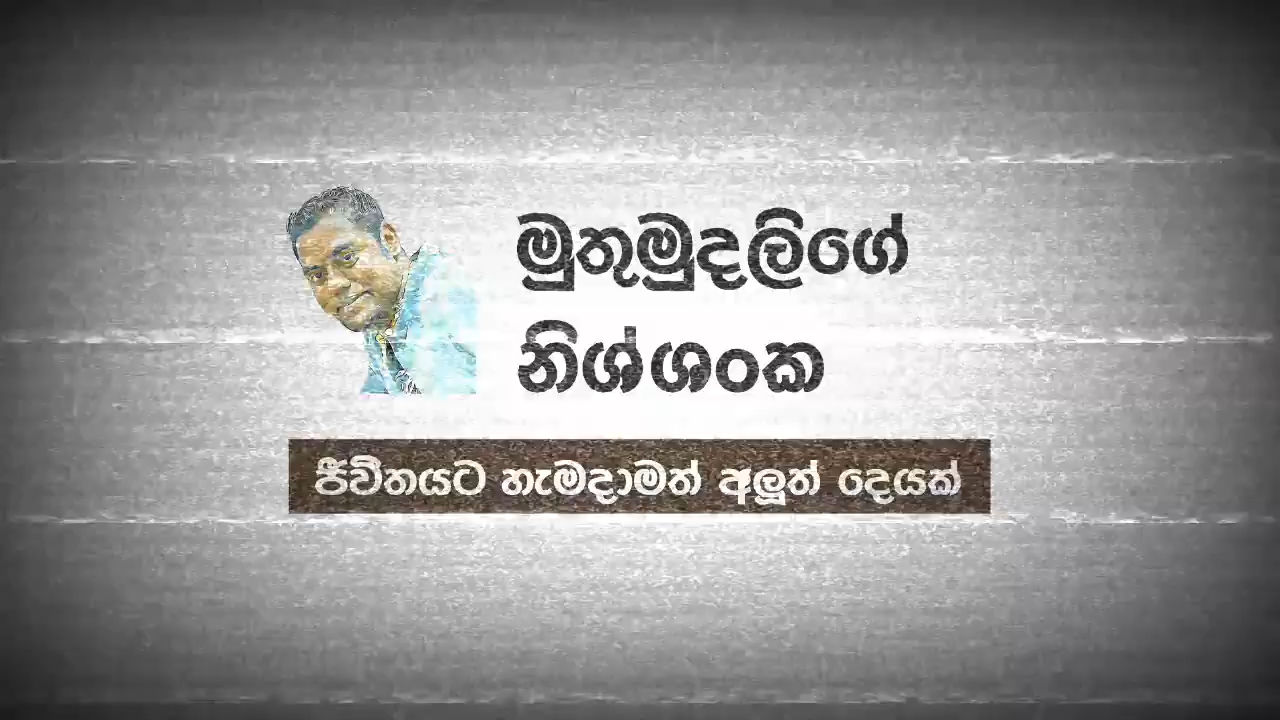 මුතුමුදලිගේ
නිශ්ශංක
ජීවිතයට හැමදාමත් අලුත් දෙයක්